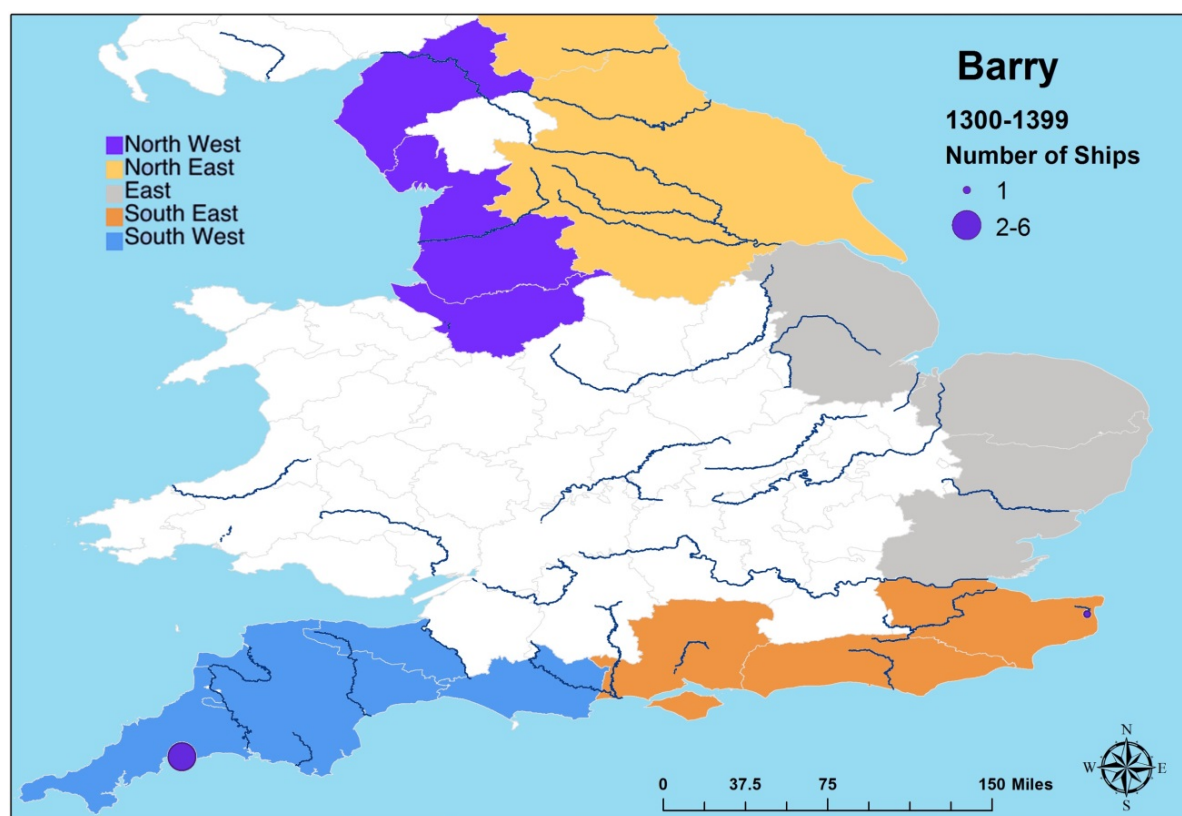 Barry
1300-1399
Number of Ships
1
2-6
North West
North East
East
South East
South West
N
W E
S
0 37.5 75 150 Miles